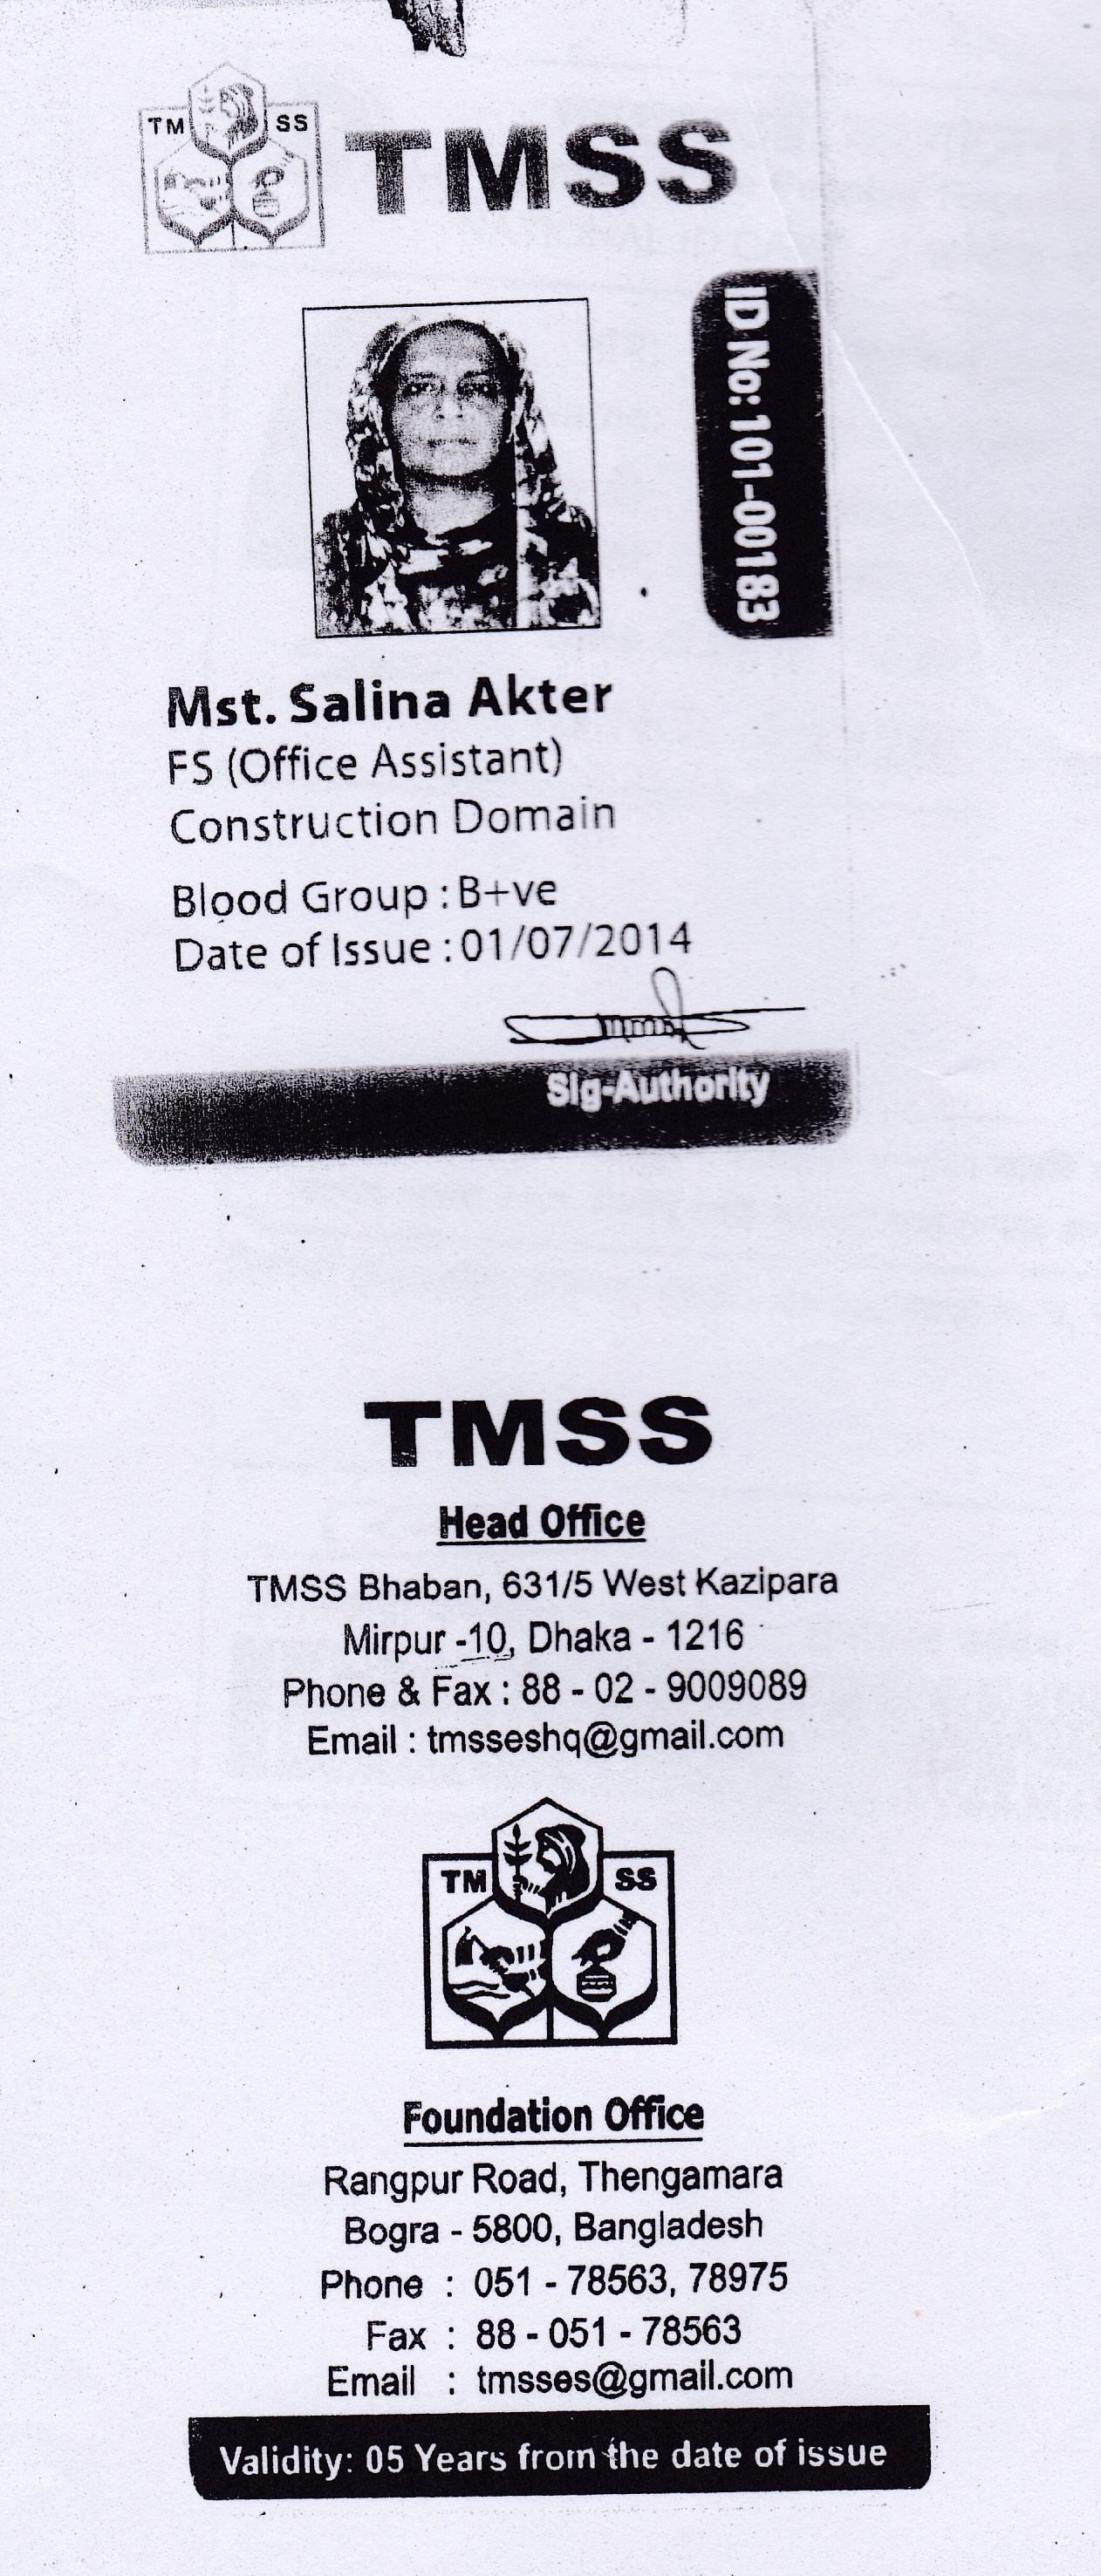 TM SS
TMSS
ID No: 101-00183
Mst. Salina Akter
FS (Office Assistant)
Construction Domain
Blood Group : B+ve
Date of Issue : 01/07/2014
Sig-Authority
TMSS
Head Office
TMSS Bhaban, 631/5 West Kazipara
Mirpur -10, Dhaka - 1216
Phone & Fax : 88 - 02 - 9009089
Email : tmsseshq@gmail.com
TM SS
Foundation Office
Rangpur Road, Thengamara
Bogra - 5800, Bangladesh
Phone : 051 - 78563, 78975
Fax : 88 - 051 - 78563
Email : tmsses@gmail.com
Validity: 05 Years from the date of issue